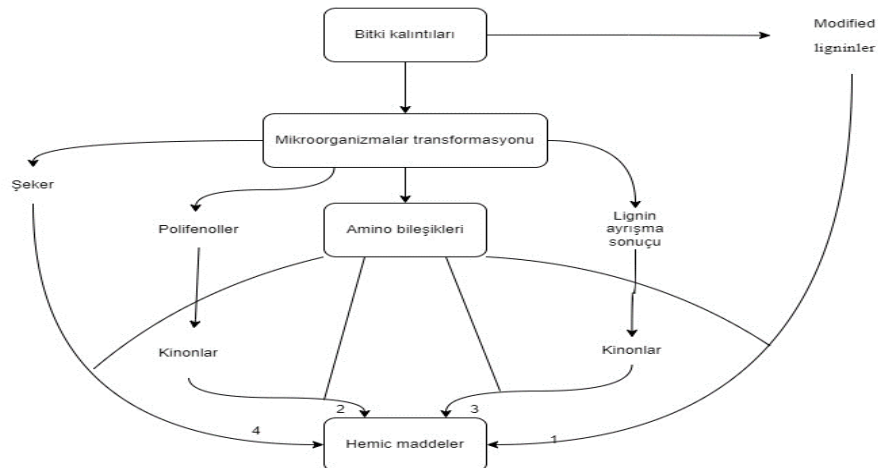 Bitki kalıntıları
Modified
ligninler
Mikroorganizmalar transformasyonu
Şeker
Polifenoller
Amino bileşikleri
Lignin
ayrışma
sonuçu
Kinonlar
Kinonlar
2
3
4
1
Hemic maddeler